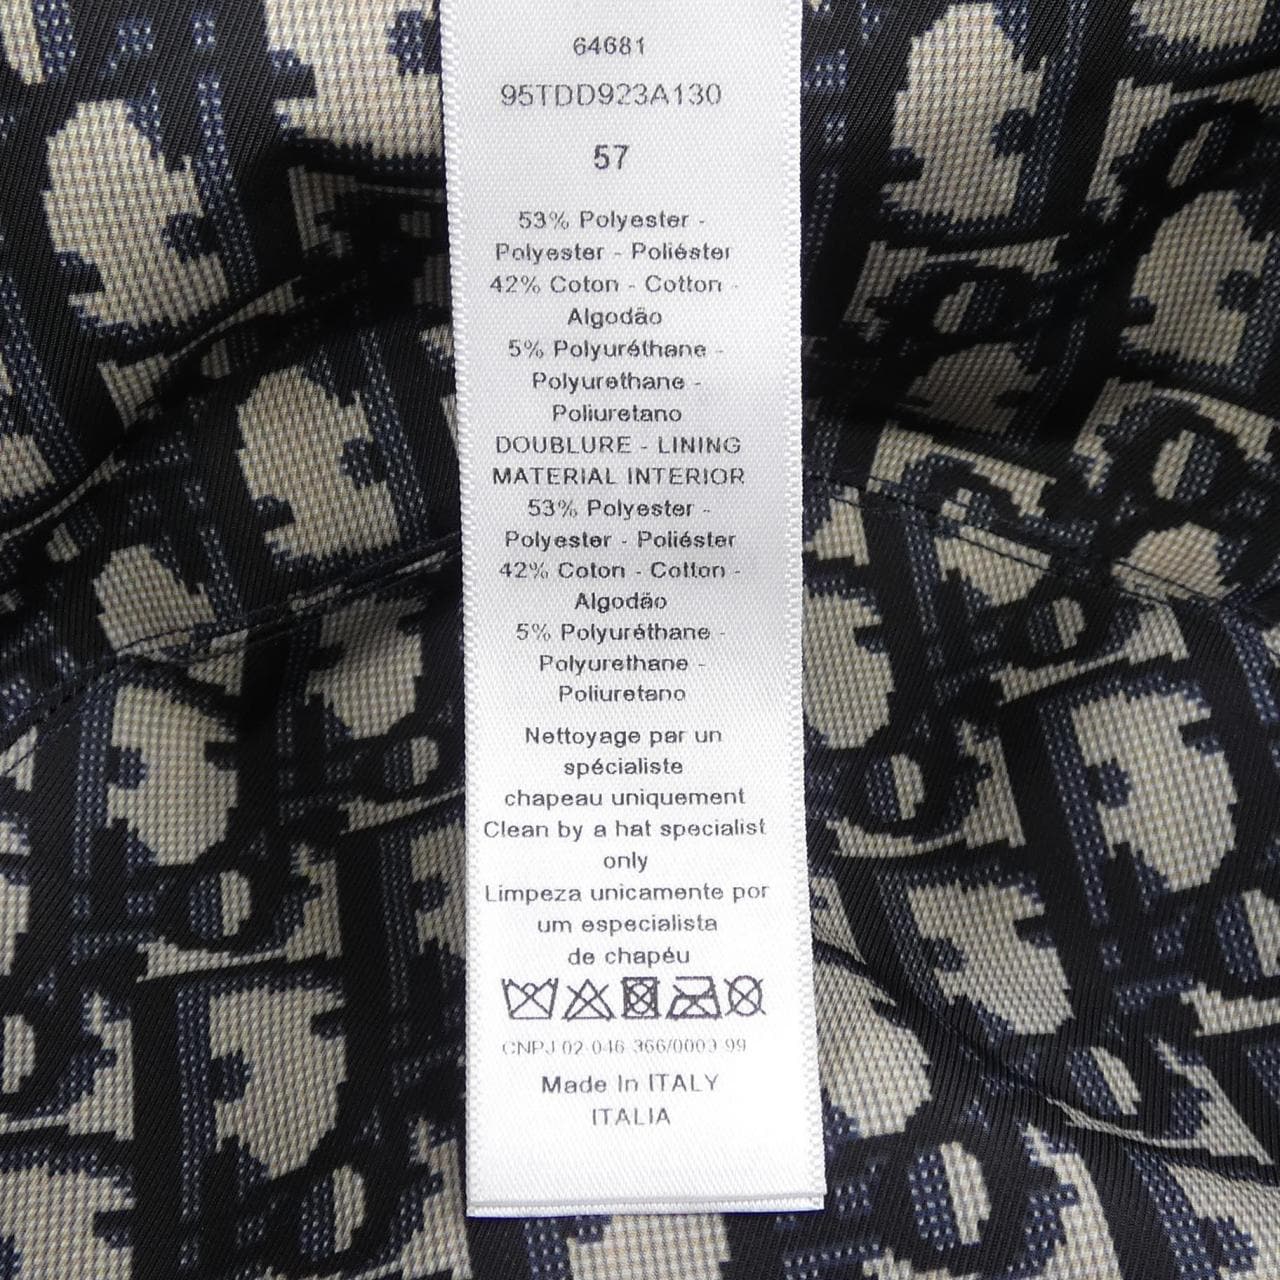 64681
95TDD923A130
57
53% Polyester -
Polyester - Poliéster
42% Coton - Cotton -
Algodão
5% Polyuréthane -
Polyurethane -
Poliuretano
DOUBLURE - LINING
MATERIAL INTERIOR
53% Polyester -
Polyester - Poliéster
42% Coton - Cotton -
Algodão
5% Polyuréthane -
Polyurethane -
Poliuretano
Nettoyage par un
spécialiste
chapeau uniquement
Clean by a hat specialist
only
Limpeza unicamente por
um especialista
de chapéu
CNPJ 02 046 366/0003 99
Made In ITALY
ITALIA